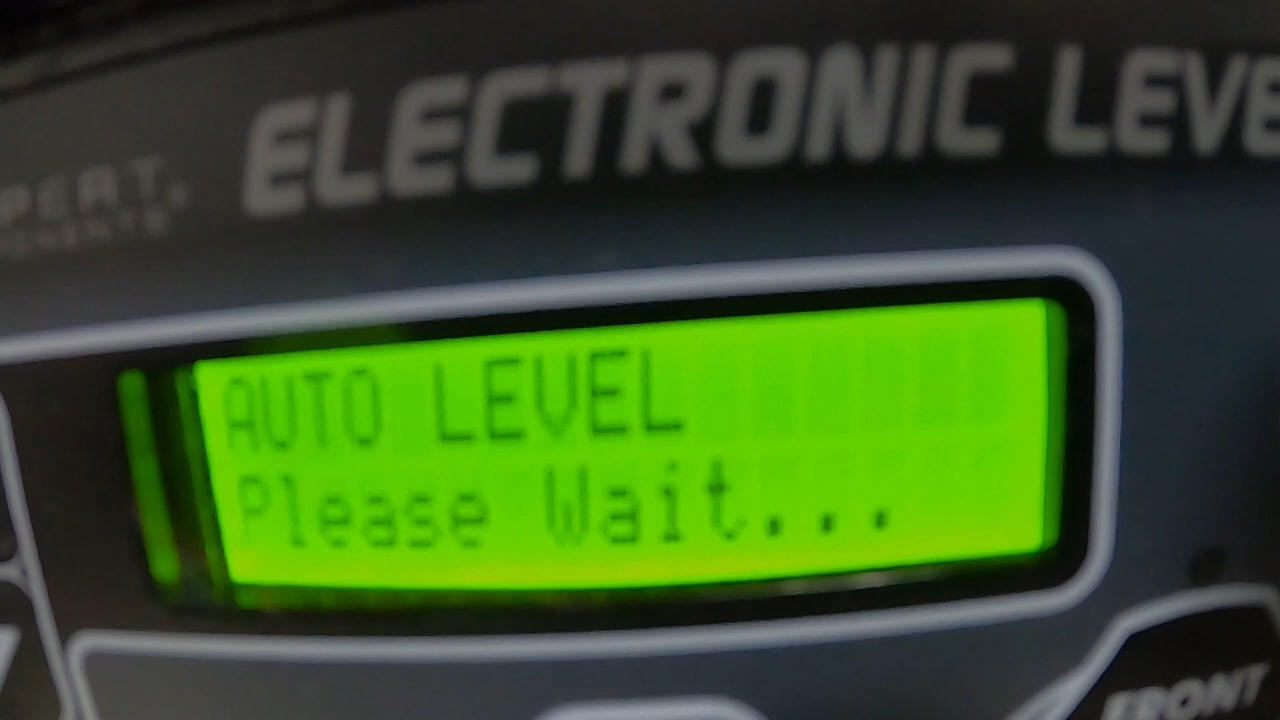 ELECTRONIC LEVE
PERT
AUTO LEVEL
Please Wait...
FRONT